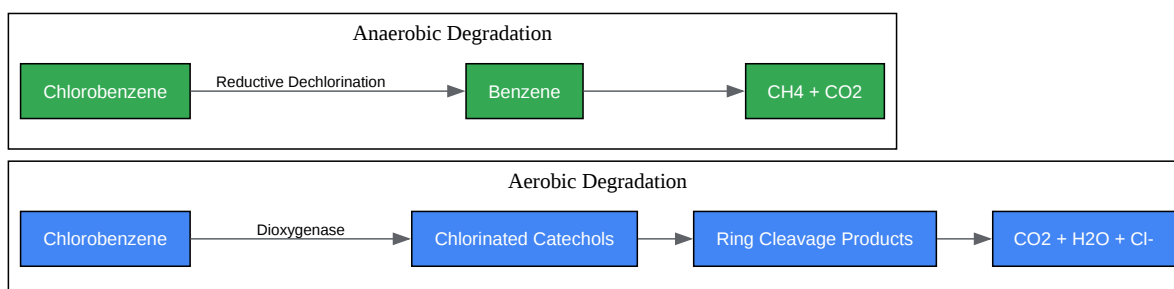 Anaerobic Degradation
Chlorobenzene
Reductive Dechlorination
Benzene
CH4 + CO2
Aerobic Degradation
Chlorobenzene
Dioxygenase
Chlorinated Catechols
Ring Cleavage Products
CO2 + H2O + Cl-